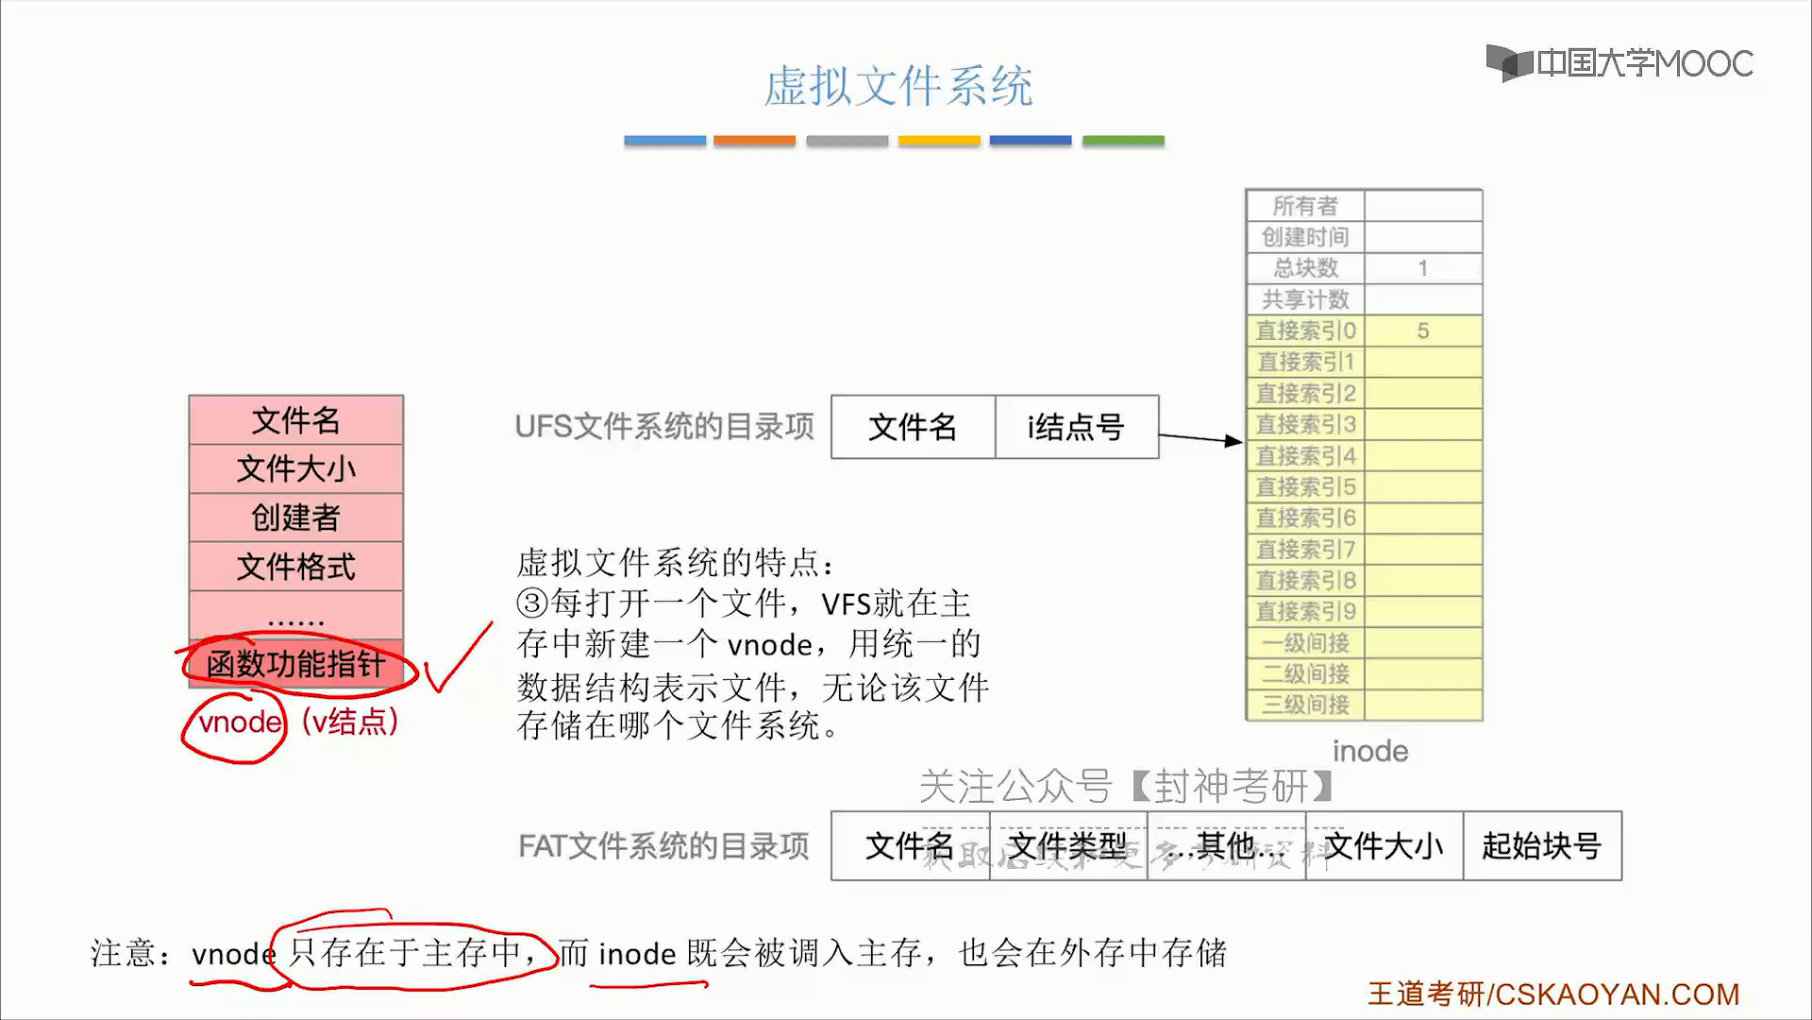 虚拟文件系统
中国大学MOOC
所有者
创建时间
总块数 1
共享计数
直接索引0 5
直接索引1
直接索引2
直接索引3
直接索引4
直接索引5
直接索引6
直接索引7
直接索引8
直接索引9
一级间接
二级间接
三级间接
inode
文件名
文件大小
创建者
文件格式
……
函数功能指针
vnode（v结点）
UFS文件系统的目录项 文件名 i结点号
虚拟文件系统的特点：
③每打开一个文件，VFS就在主
存中新建一个 vnode，用统一的
数据结构表示文件，无论该文件
存储在哪个文件系统。
关注公众号【封神考研】
FAT文件系统的目录项 文件名 文件类型 …其他… 文件大小 起始块号
注意：vnode 只存在于主存中，而 inode 既会被调入主存，也会在外存中存储
王道考研/CSKAOYAN.COM